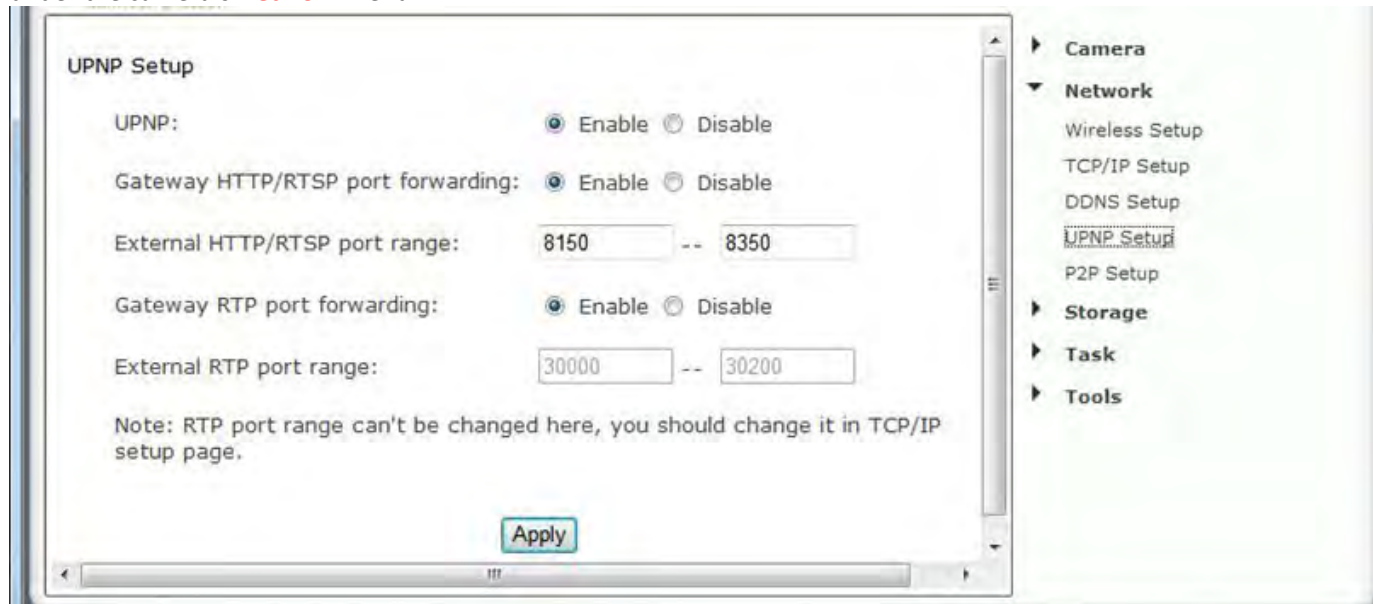 UPNP Setup
UPNP: Enable Disable
Gateway HTTP/RTSP port forwarding: Enable Disable
External HTTP/RTSP port range: 8150 -- 8350
Gateway RTP port forwarding: Enable Disable
External RTP port range: 30000 -- 30200
Note: RTP port range can't be changed here, you should change it in TCP/IP
setup page.
Apply
Camera
Network
Wireless Setup
TCP/IP Setup
DDNS Setup
UPNP Setup
P2P Setup
Storage
Task
Tools